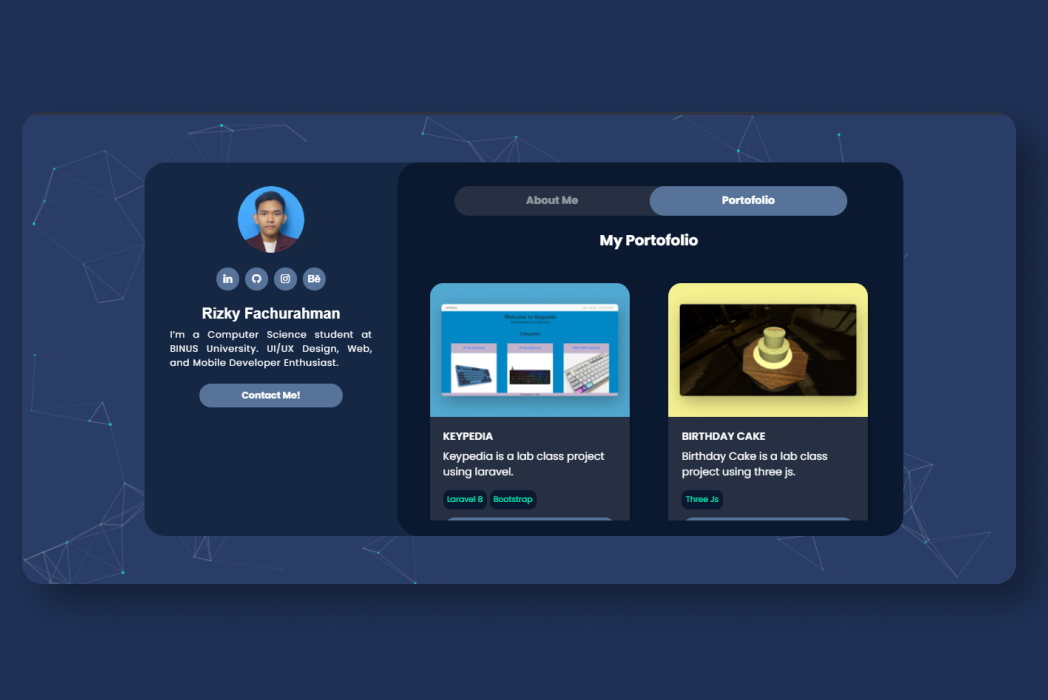 About Me
Portofolio
My Portofolio
in
Bē
Rizky Fachurahman
I'm a Computer Science student at
BINUS University. UI/UX Design, Web,
and Mobile Developer Enthusiast.
Contact Me!
Welcome to Keypedia
Categories
KEYPEDIA
Keypedia is a lab class project
using laravel.
Laravel 8
Bootstrap
BIRTHDAY CAKE
Birthday Cake is a lab class
project using three js.
Three Js